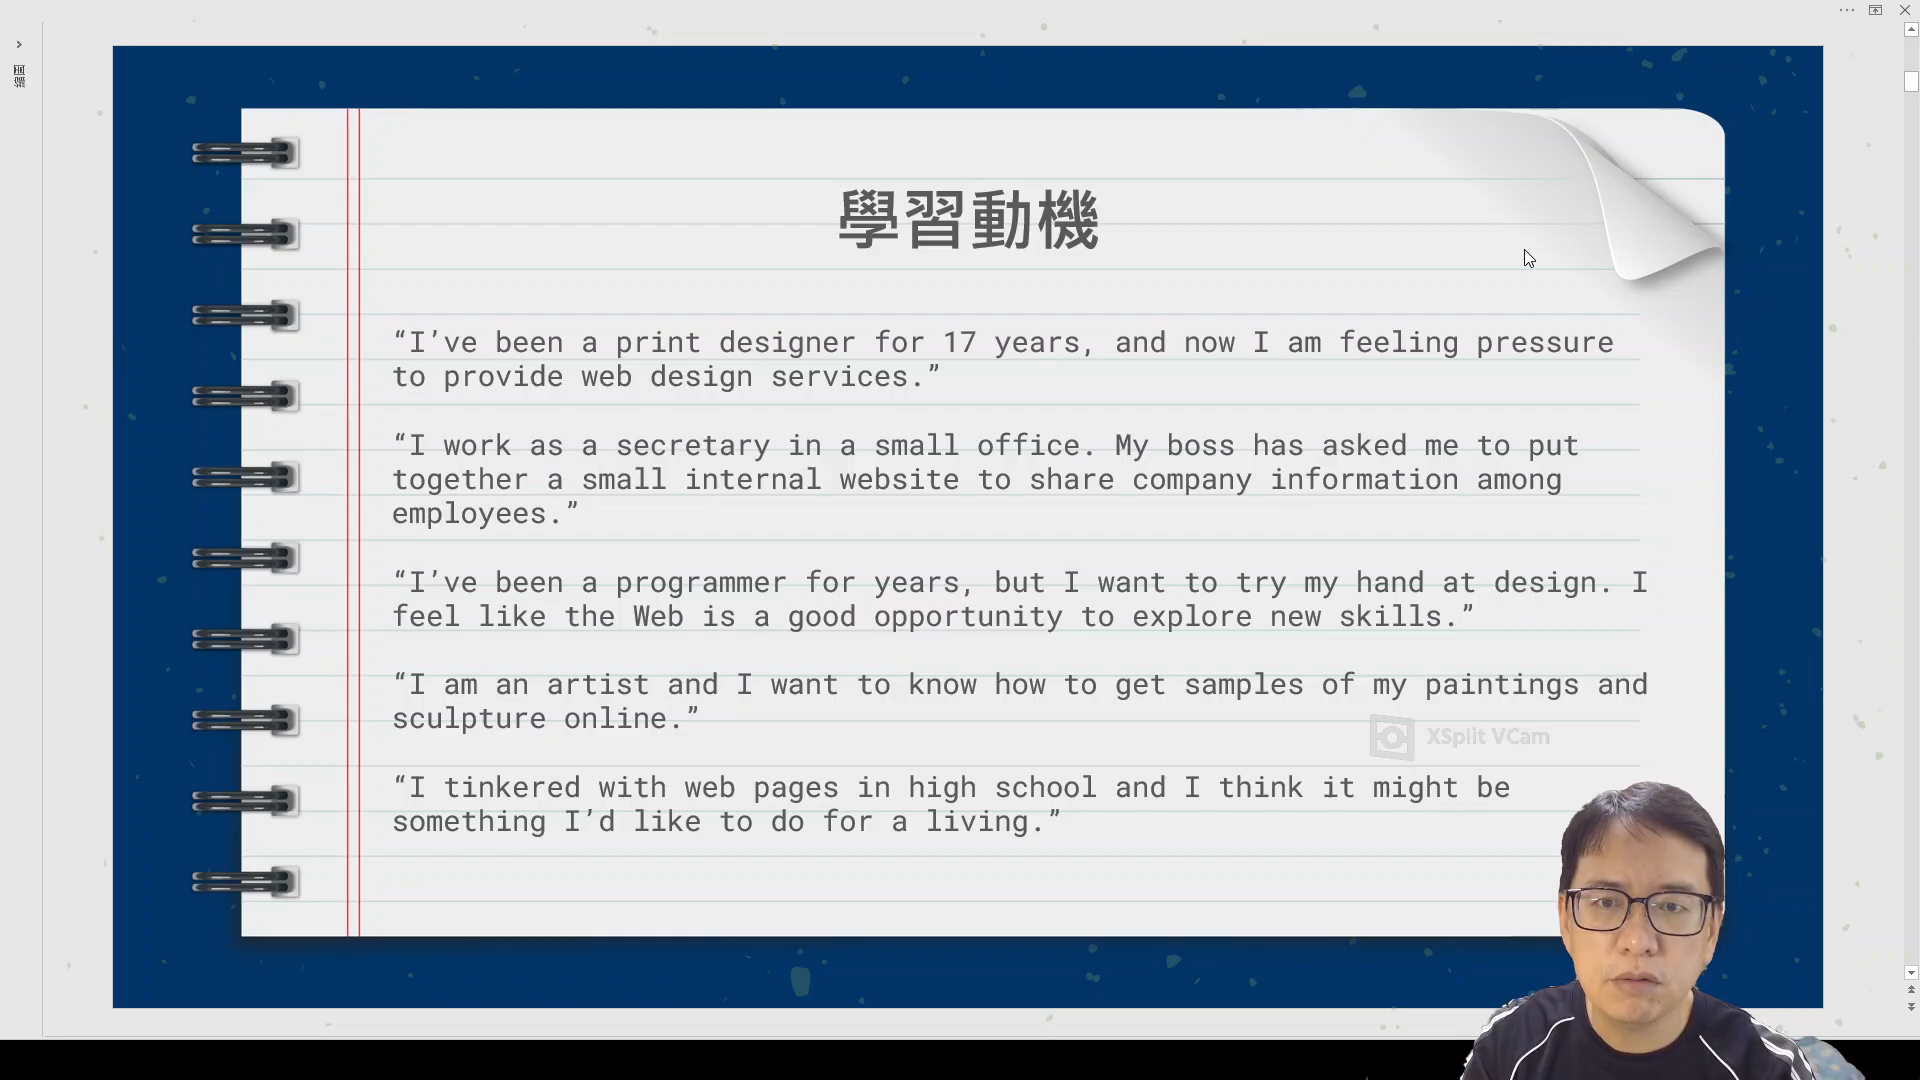 縮圖
學習動機
“I’ve been a print designer for 17 years, and now I am feeling pressure
to provide web design services.”
“I work as a secretary in a small office. My boss has asked me to put
together a small internal website to share company information among
employees.”
“I’ve been a programmer for years, but I want to try my hand at design. I
feel like the Web is a good opportunity to explore new skills.”
“I am an artist and I want to know how to get samples of my paintings and
sculpture online.”
XSplit VCam
“I tinkered with web pages in high school and I think it might be
something I’d like to do for a living.”